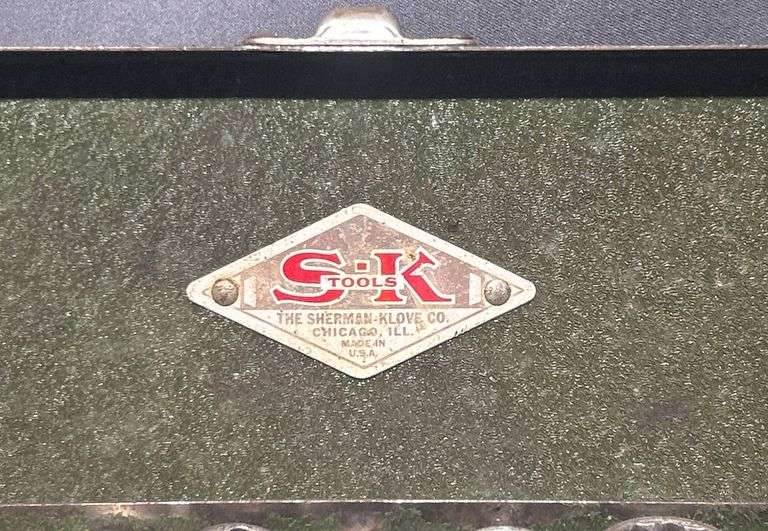 S-K
TOOLS
THE SHERMAN-KLOVE CO.
CHICAGO, ILL.
MADE IN
U.S.A.